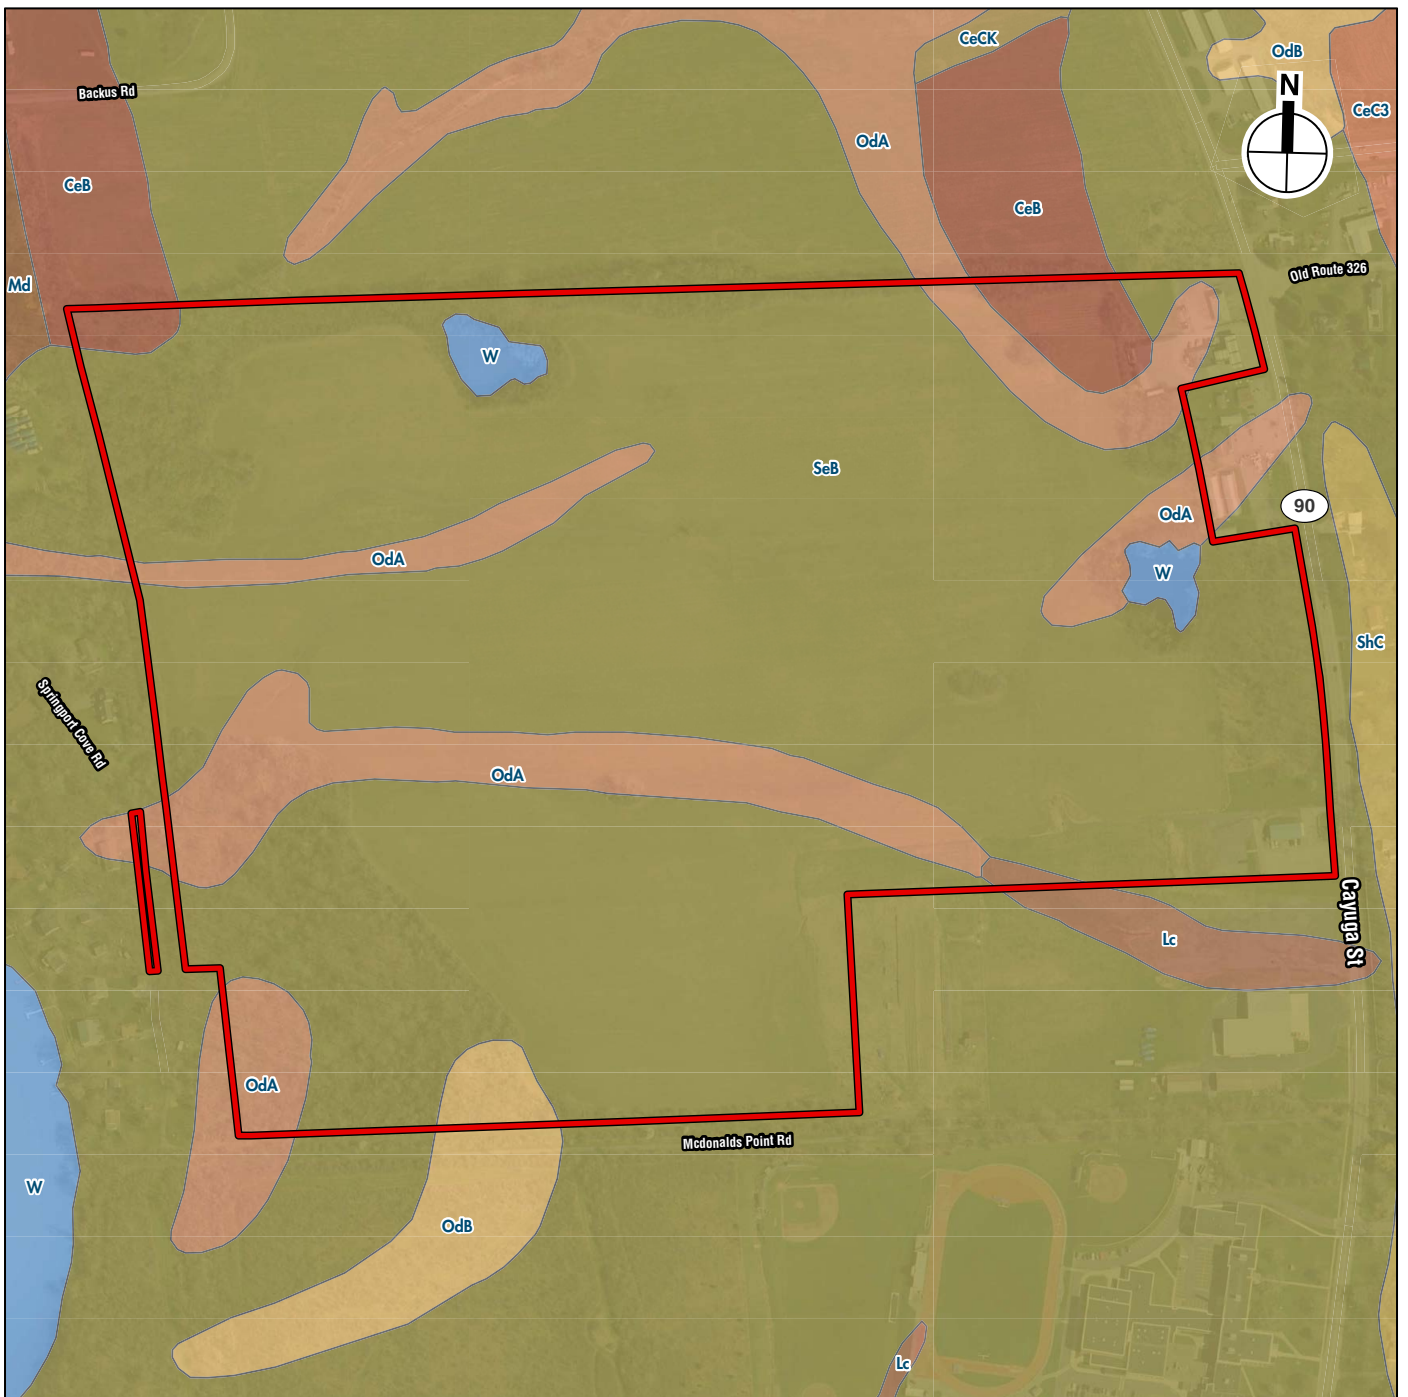 CeCK
OdB
N
Backus Rd
CeC3
OdA
CeB
CeB
Old Route 326
Md
W
SeB
90
OdA
OdA
W
ShC
Springport Cove Rd
OdA
Cayuga St
Lc
OdA
Mcdonalds Point Rd
W
OdB
Lc